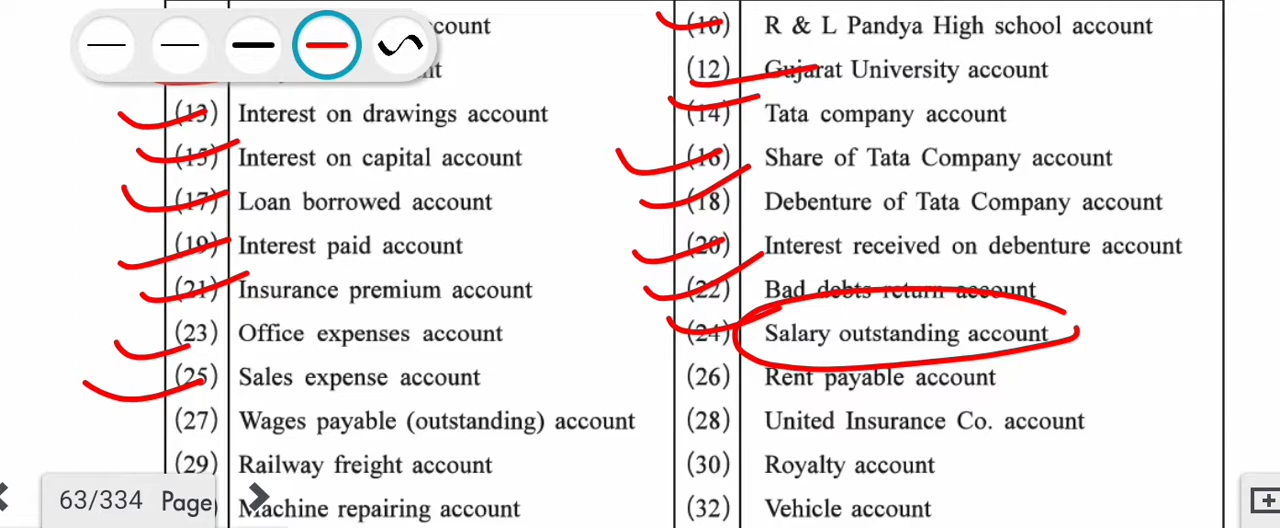 count (10) R & L Pandya High school account
nt (12) Gujarat University account
(13) Interest on drawings account (14) Tata company account
(15) Interest on capital account (16) Share of Tata Company account
(17) Loan borrowed account (18) Debenture of Tata Company account
(19) Interest paid account (20) Interest received on debenture account
(21) Insurance premium account (22) Bad debts return account
(23) Office expenses account (24) Salary outstanding account
(25) Sales expense account (26) Rent payable account
(27) Wages payable (outstanding) account (28) United Insurance Co. account
(29) Railway freight account (30) Royalty account
Machine repairing account (32) Vehicle account
63/334 Page